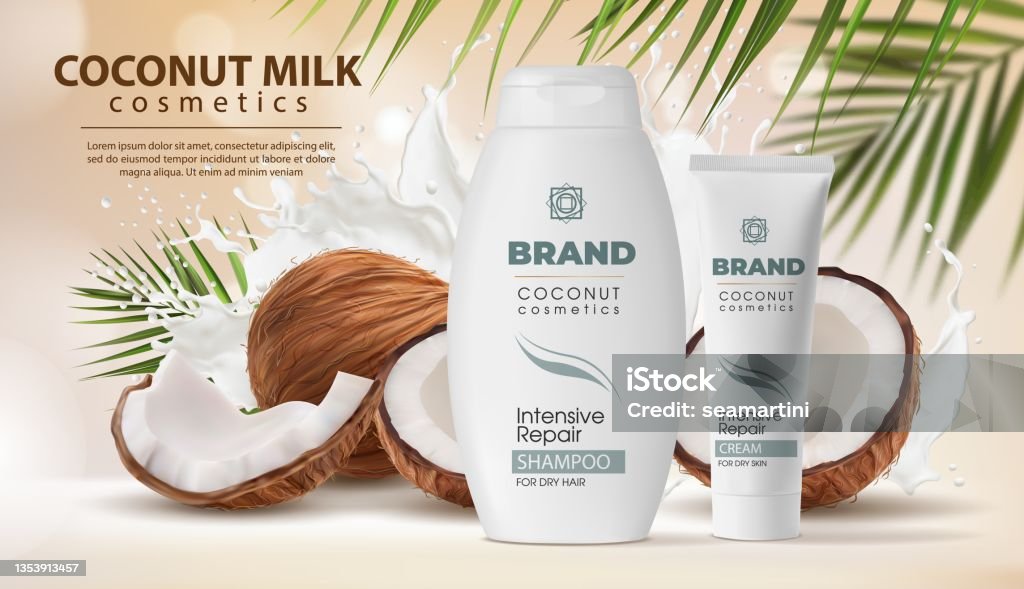 COCONUT MILK
cosmetics
Lorem ipsum dolor sit amet, consectetur adipiscing elit,
sed do eiusmod tempor incididunt ut labore et dolore
magna aliqua. Ut enim ad minim veniam
BRAND
COCONUT
cosmetics
Intensive
Repair
SHAMPOO
FOR DRY HAIR
BRAND
COCONUT
cosmetics
Intensive
Repair
CREAM
FOR DRY SKIN
iStock™
Credit: seamartini
1353913457